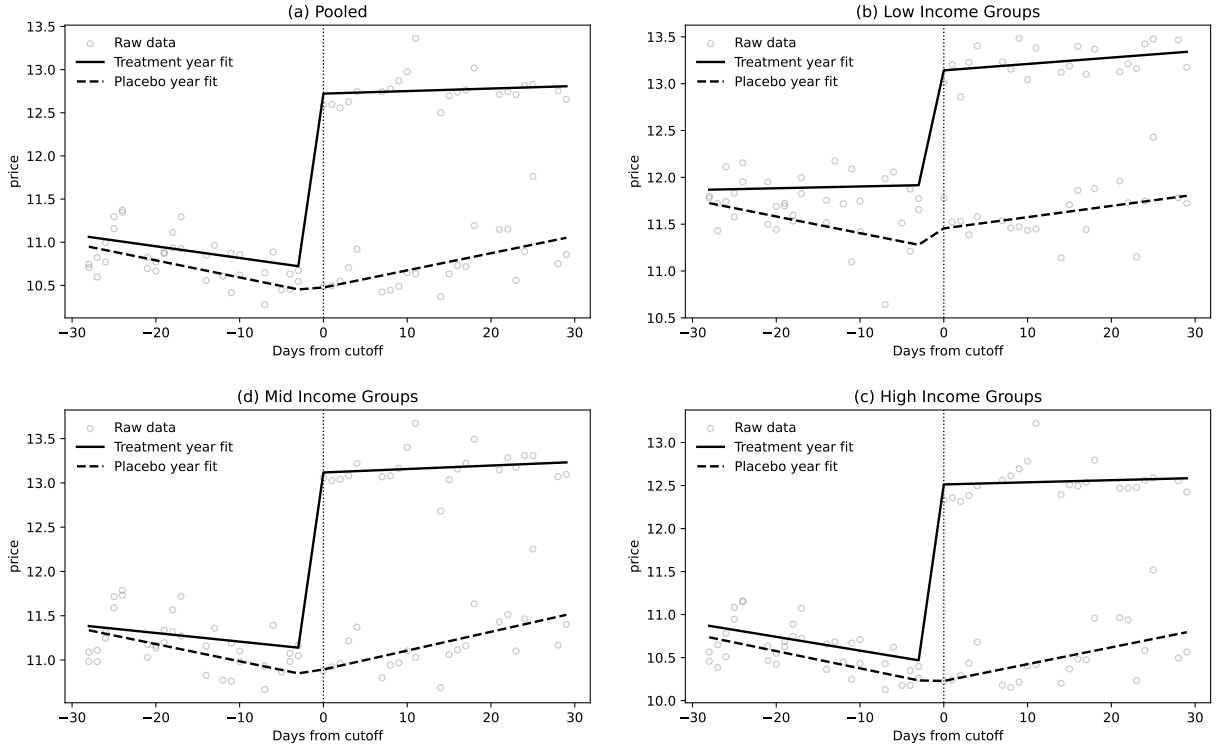 (a) Pooled
13.5
13.0
12.5
12.0
11.5
11.0
10.5
price
Raw data
Treatment year fit
Placebo year fit
−30 −20 −10 0 10 20 30
Days from cutoff
(b) Low Income Groups
13.5
13.0
12.5
12.0
11.5
11.0
10.5
price
Raw data
Treatment year fit
Placebo year fit
−30 −20 −10 0 10 20 30
Days from cutoff
(d) Mid Income Groups
13.5
13.0
12.5
12.0
11.5
11.0
price
Raw data
Treatment year fit
Placebo year fit
−30 −20 −10 0 10 20 30
Days from cutoff
(c) High Income Groups
13.0
12.5
12.0
11.5
11.0
10.5
10.0
price
Raw data
Treatment year fit
Placebo year fit
−30 −20 −10 0 10 20 30
Days from cutoff